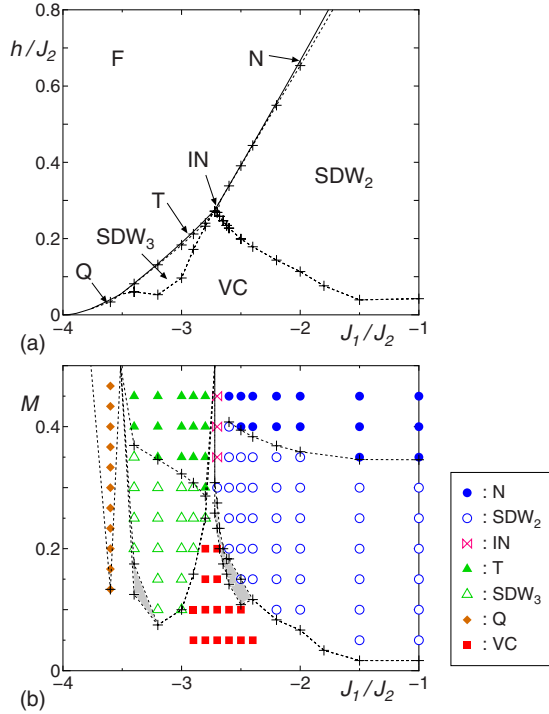 0.8
h/J2
F
N
0.6
0.4
IN
SDW2
T
0.2
SDW3
VC
Q
0
-4
-3
-2
J1/J2
-1
(a)
M
0.4
0.2
0
-4
-3
-2
J1/J2
-1
(b)
: N
: SDW2
: IN
: T
: SDW3
: Q
: VC